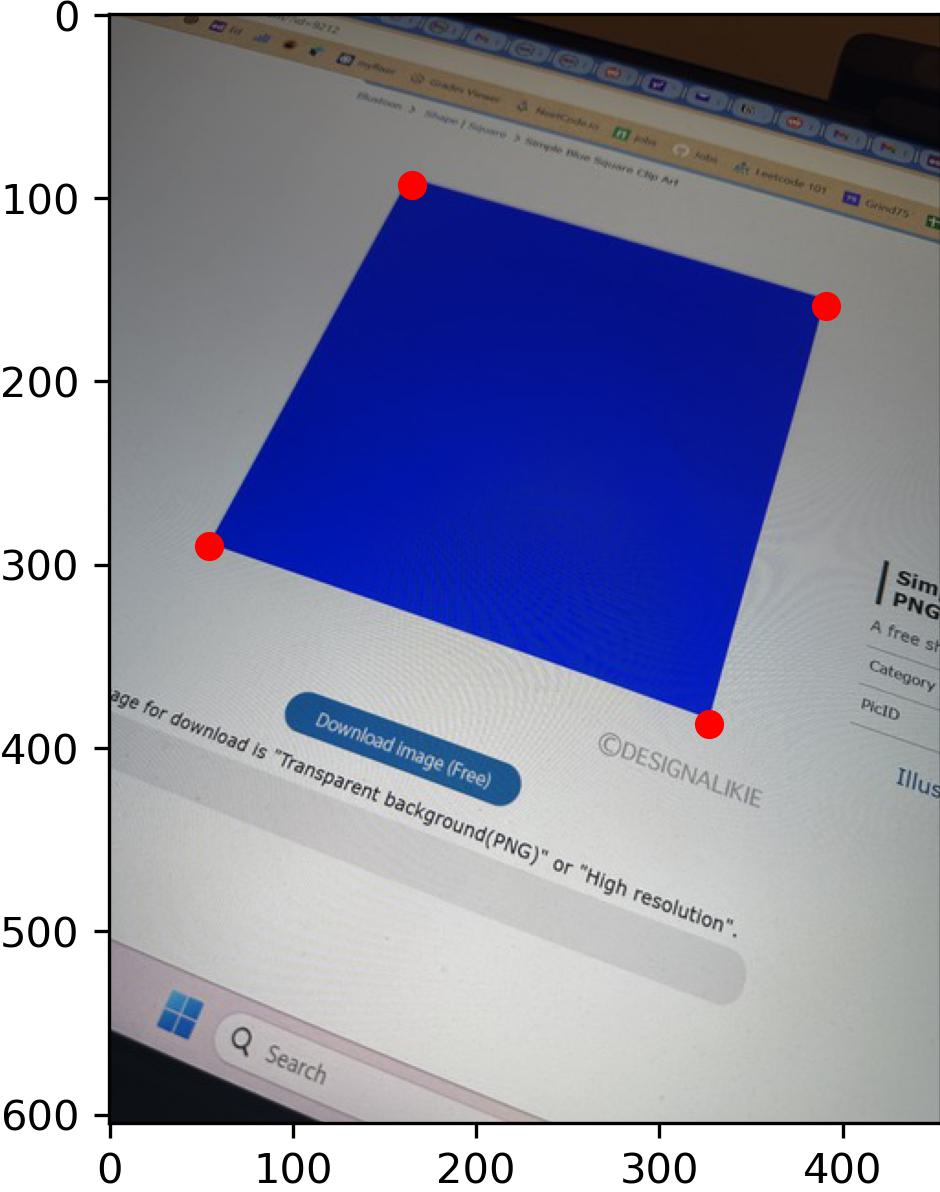 0
100
200
300
400
500
600
0 100 200 300 400
/?id=9212
Ed
myfixer Grades Viewer NeetCode.io Jobs Jobs Leetcode 101 Grind75
Illustoon > Shape | Square > Simple Blue Square Clip Art
Sim
PNG
A free sh
Category
PicID
Illus
Download image (Free)
©DESIGNALIKIE
age for download is "Transparent background(PNG)" or "High resolution".
Search